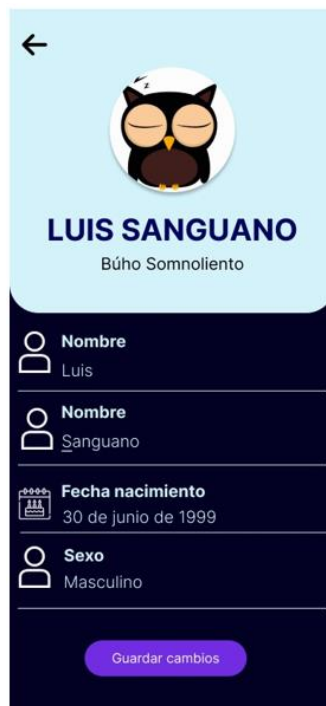 z
z
LUIS SANGUANO
Búho Somnoliento
Nombre
Luis
Nombre
Sanguano
Fecha nacimiento
30 de junio de 1999
Sexo
Masculino
Guardar cambios